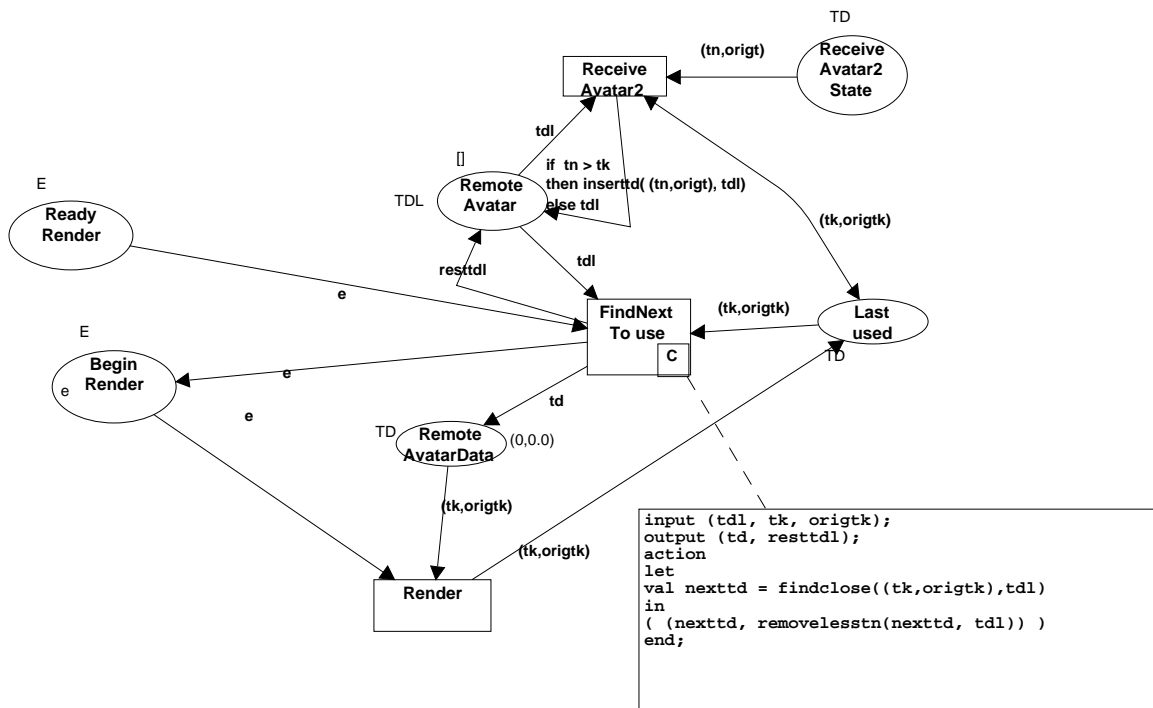 TD
Receive
Avatar2
State
(tn,origt)
Receive
Avatar2
tdl
[]
if tn > tk
then inserttd( (tn,origt), tdl)
else tdl
TDL
Remote
Avatar
E
Ready
Render
(tk,origtk)
resttdl
tdl
e
FindNext
To use
C
(tk,origtk)
Last
used
TD
E
Begin
Render
e
e
e
td
TD
Remote
AvatarData
(0,0.0)
(tk,origtk)
(tk,origtk)
Render
input (tdl, tk, origtk);
output (td, resttdl);
action
let
val nexttd = findclose((tk,origtk),tdl)
in
( (nexttd, removelesstn(nexttd, tdl)) )
end;